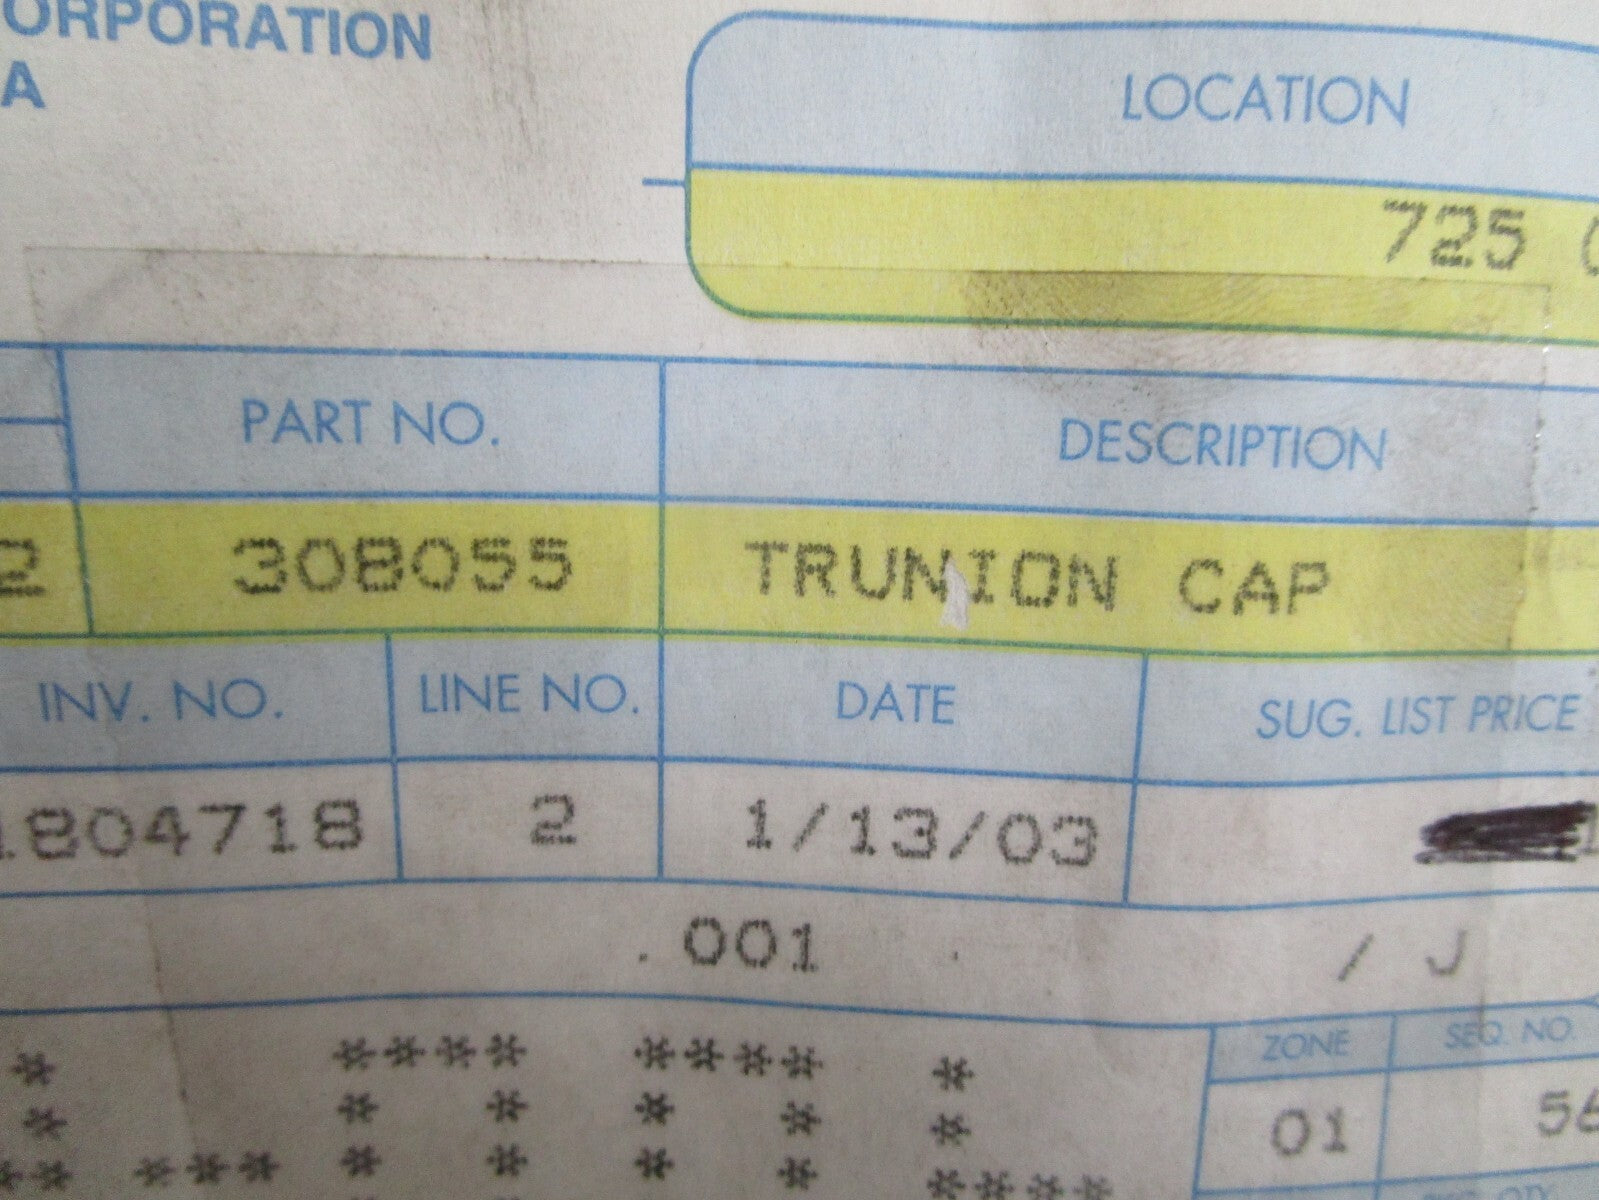 ORPORATION
A
LOCATION
725
PART NO. DESCRIPTION
2 308055 TRUNION CAP
INV. NO. LINE NO. DATE SUG. LIST PRICE
1804718 2 1/13/03
.001 / J
ZONE SEQ. NO.
* **** **** *
01 56
* * * * * *
** *** * * * * ****